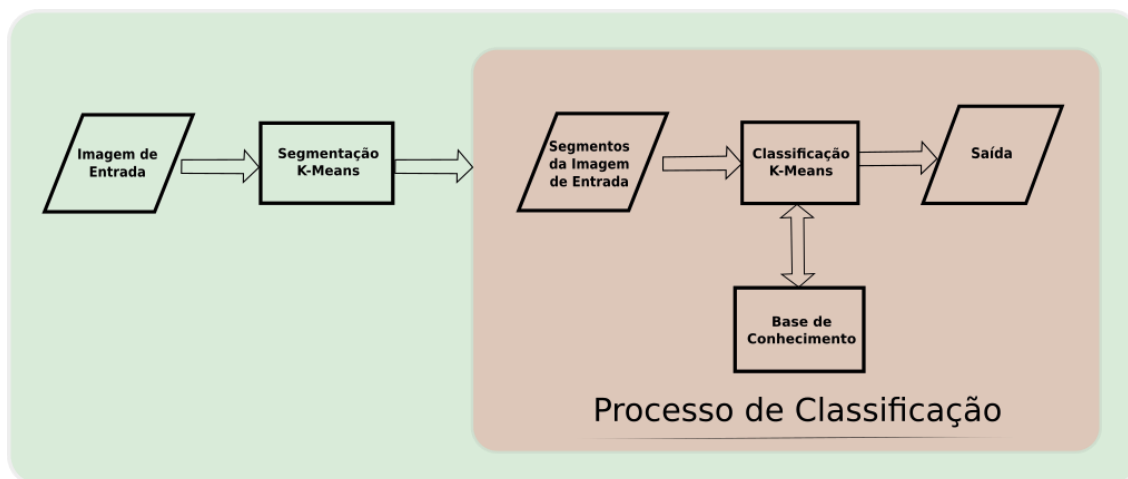 Imagem de
Entrada
Segmentação
K-Means
Segmentos
da Imagem
de Entrada
Classificação
K-Means
Saída
Base de
Conhecimento
Processo de Classificação